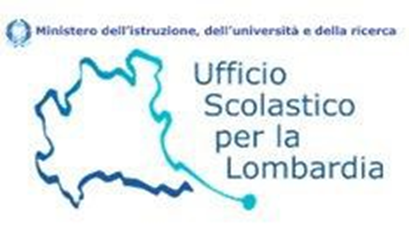 Ministero dell'istruzione, dell'università e della ricerca
Ufficio
Scolastico
per la
Lombardia